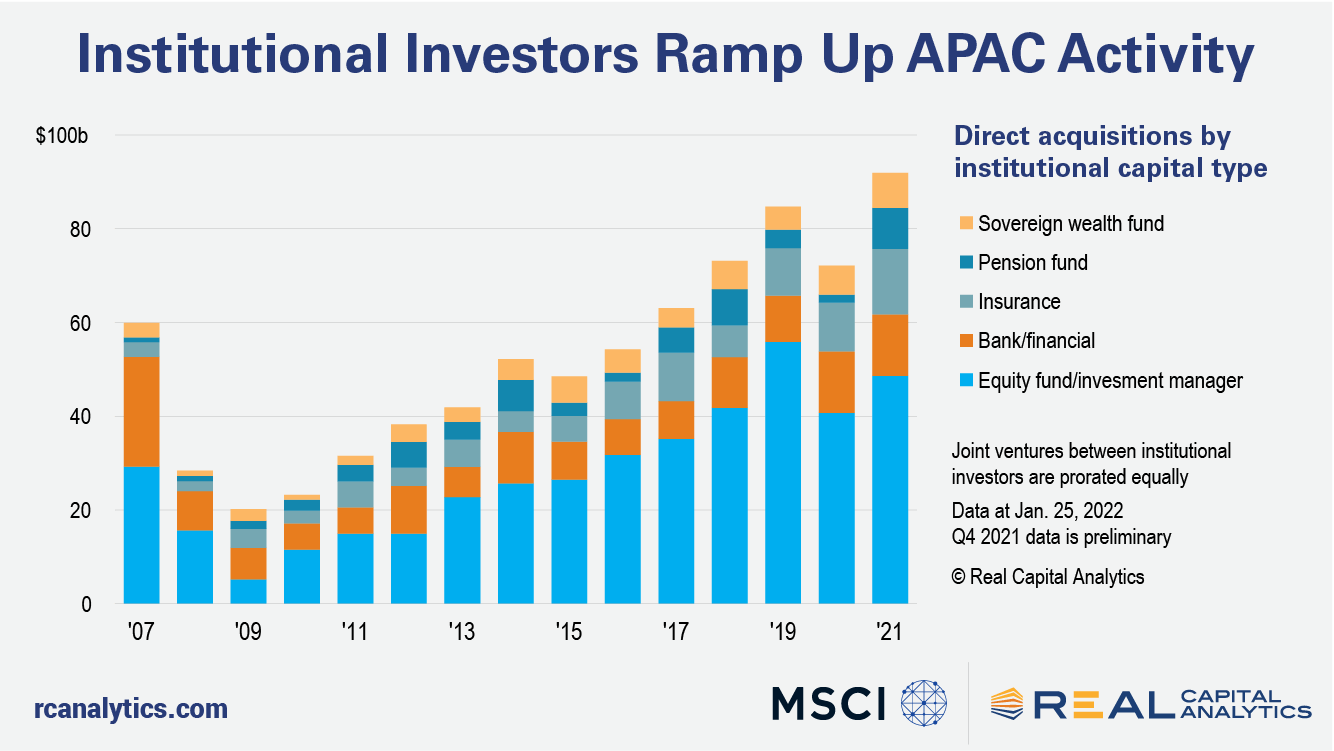 Institutional Investors Ramp Up APAC Activity
$100b
80
60
40
20
0
'07
'09
'11
'13
'15
'17
'19
'21
Direct acquisitions by
institutional capital type
Sovereign wealth fund
Pension fund
Insurance
Bank/financial
Equity fund/invesment manager
Joint ventures between institutional
investors are prorated equally
Data at Jan. 25, 2022
Q4 2021 data is preliminary
© Real Capital Analytics
rcanalytics.com
MSCI
REAL CAPITAL
ANALYTICS